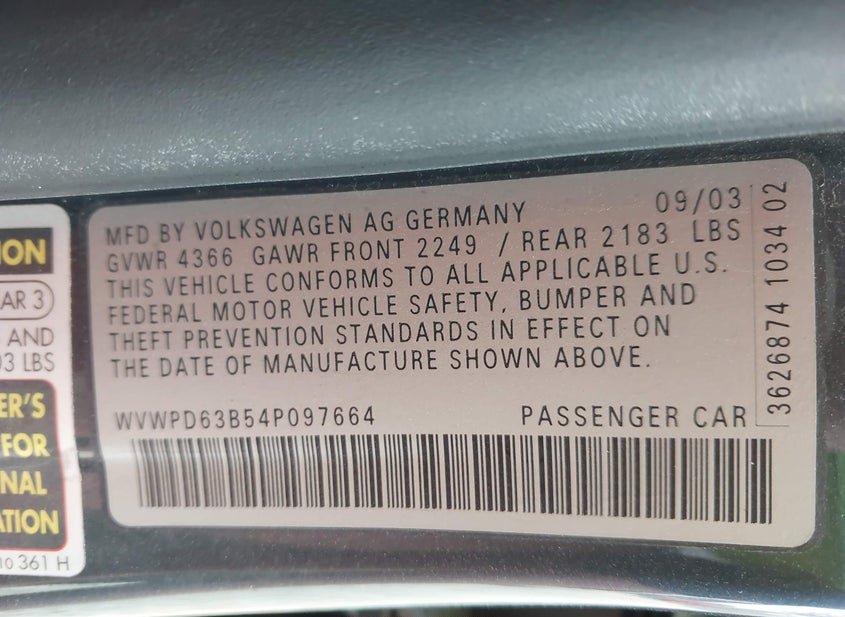 ION
AR 3
AND
3 LBS
ER'S
FOR
NAL
ATION
to 361 H
09/03
MFD BY VOLKSWAGEN AG GERMANY
GVWR 4366 GAWR FRONT 2249 / REAR 2183 LBS
THIS VEHICLE CONFORMS TO ALL APPLICABLE U.S.
FEDERAL MOTOR VEHICLE SAFETY, BUMPER AND
THEFT PREVENTION STANDARDS IN EFFECT ON
THE DATE OF MANUFACTURE SHOWN ABOVE.
WVWPD63B54P097664 PASSENGER CAR
3626874 1034 02